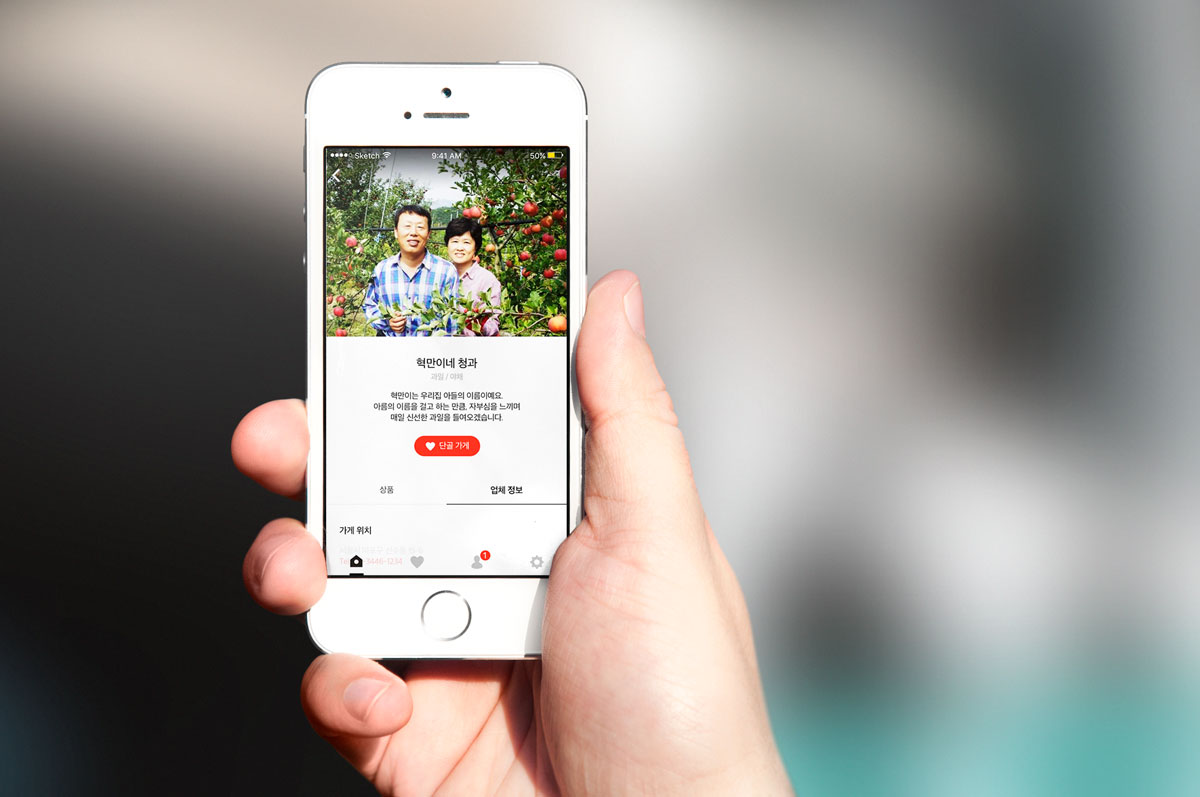 Sketch 9:41 AM 50%
혁만이네 청과
과일 / 야채
혁만이는 우리집 아들의 이름이예요.
아름의 이름을 걸고 하는 만큼, 자부심을 느끼며
매일 신선한 과일을 들여오겠습니다.
단골 가게
상품 업체 정보
가게 위치
1
3446-1234